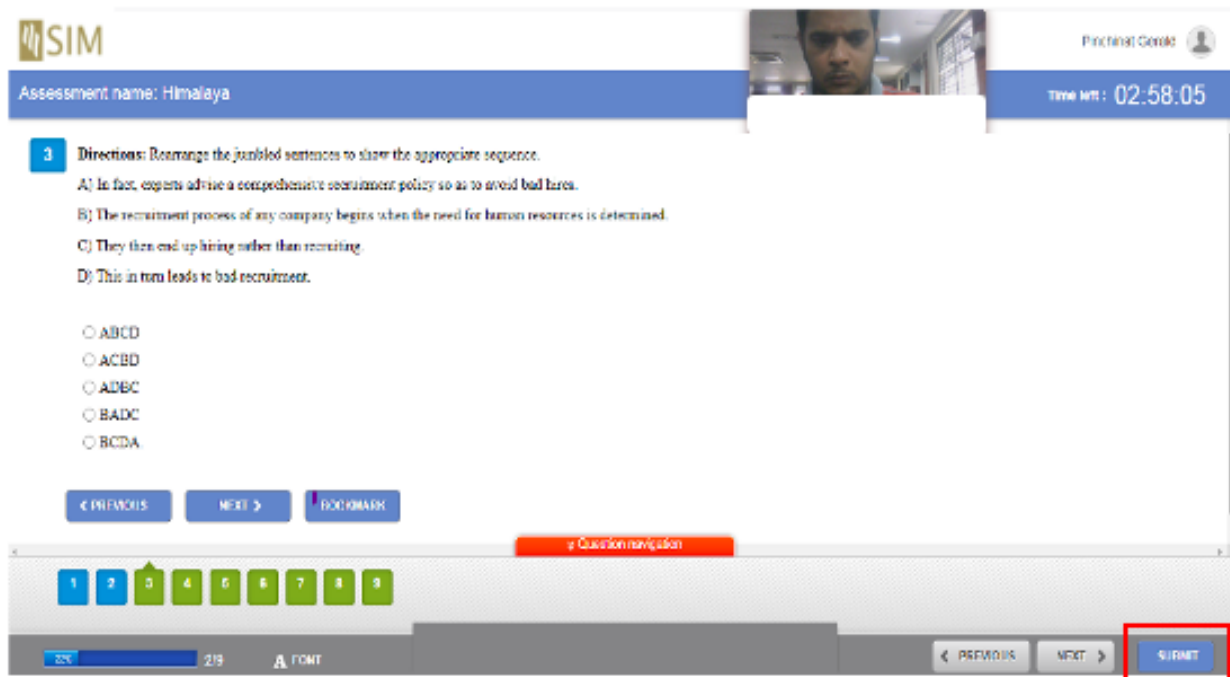 SIM
Pinchinat Gerald
Assessment name: Himalaya
Time left : 02:58:05
3 Directions: Rearrange the jumbled sentences to show the appropriate sequence.
A) In fact, experts advise a comprehensive recruitment policy so as to avoid bad hires.
B) The recruitment process of any company begins when the need for human resources is determined.
C) They then end up hiring rather than recruiting.
D) This in turn leads to bad recruitment.
ABCD
ACBD
ADBC
BADC
BCDA
PREVIOUS NEXT BOOKMARK
Question navigation
1 2 3 4 5 6 7 8 9
22% 2/9 A FONT PREVIOUS NEXT SUBMIT